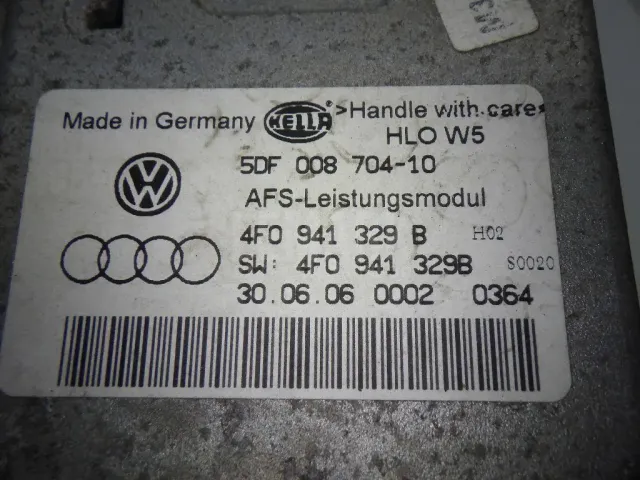 Made in Germany HELLA ® >Handle with care<
HLO W5
5DF 008 704-10
AFS-Leistungsmodul
4F0 941 329 B H02
SW: 4F0 941 329B S0020
30.06.06 0002 0364